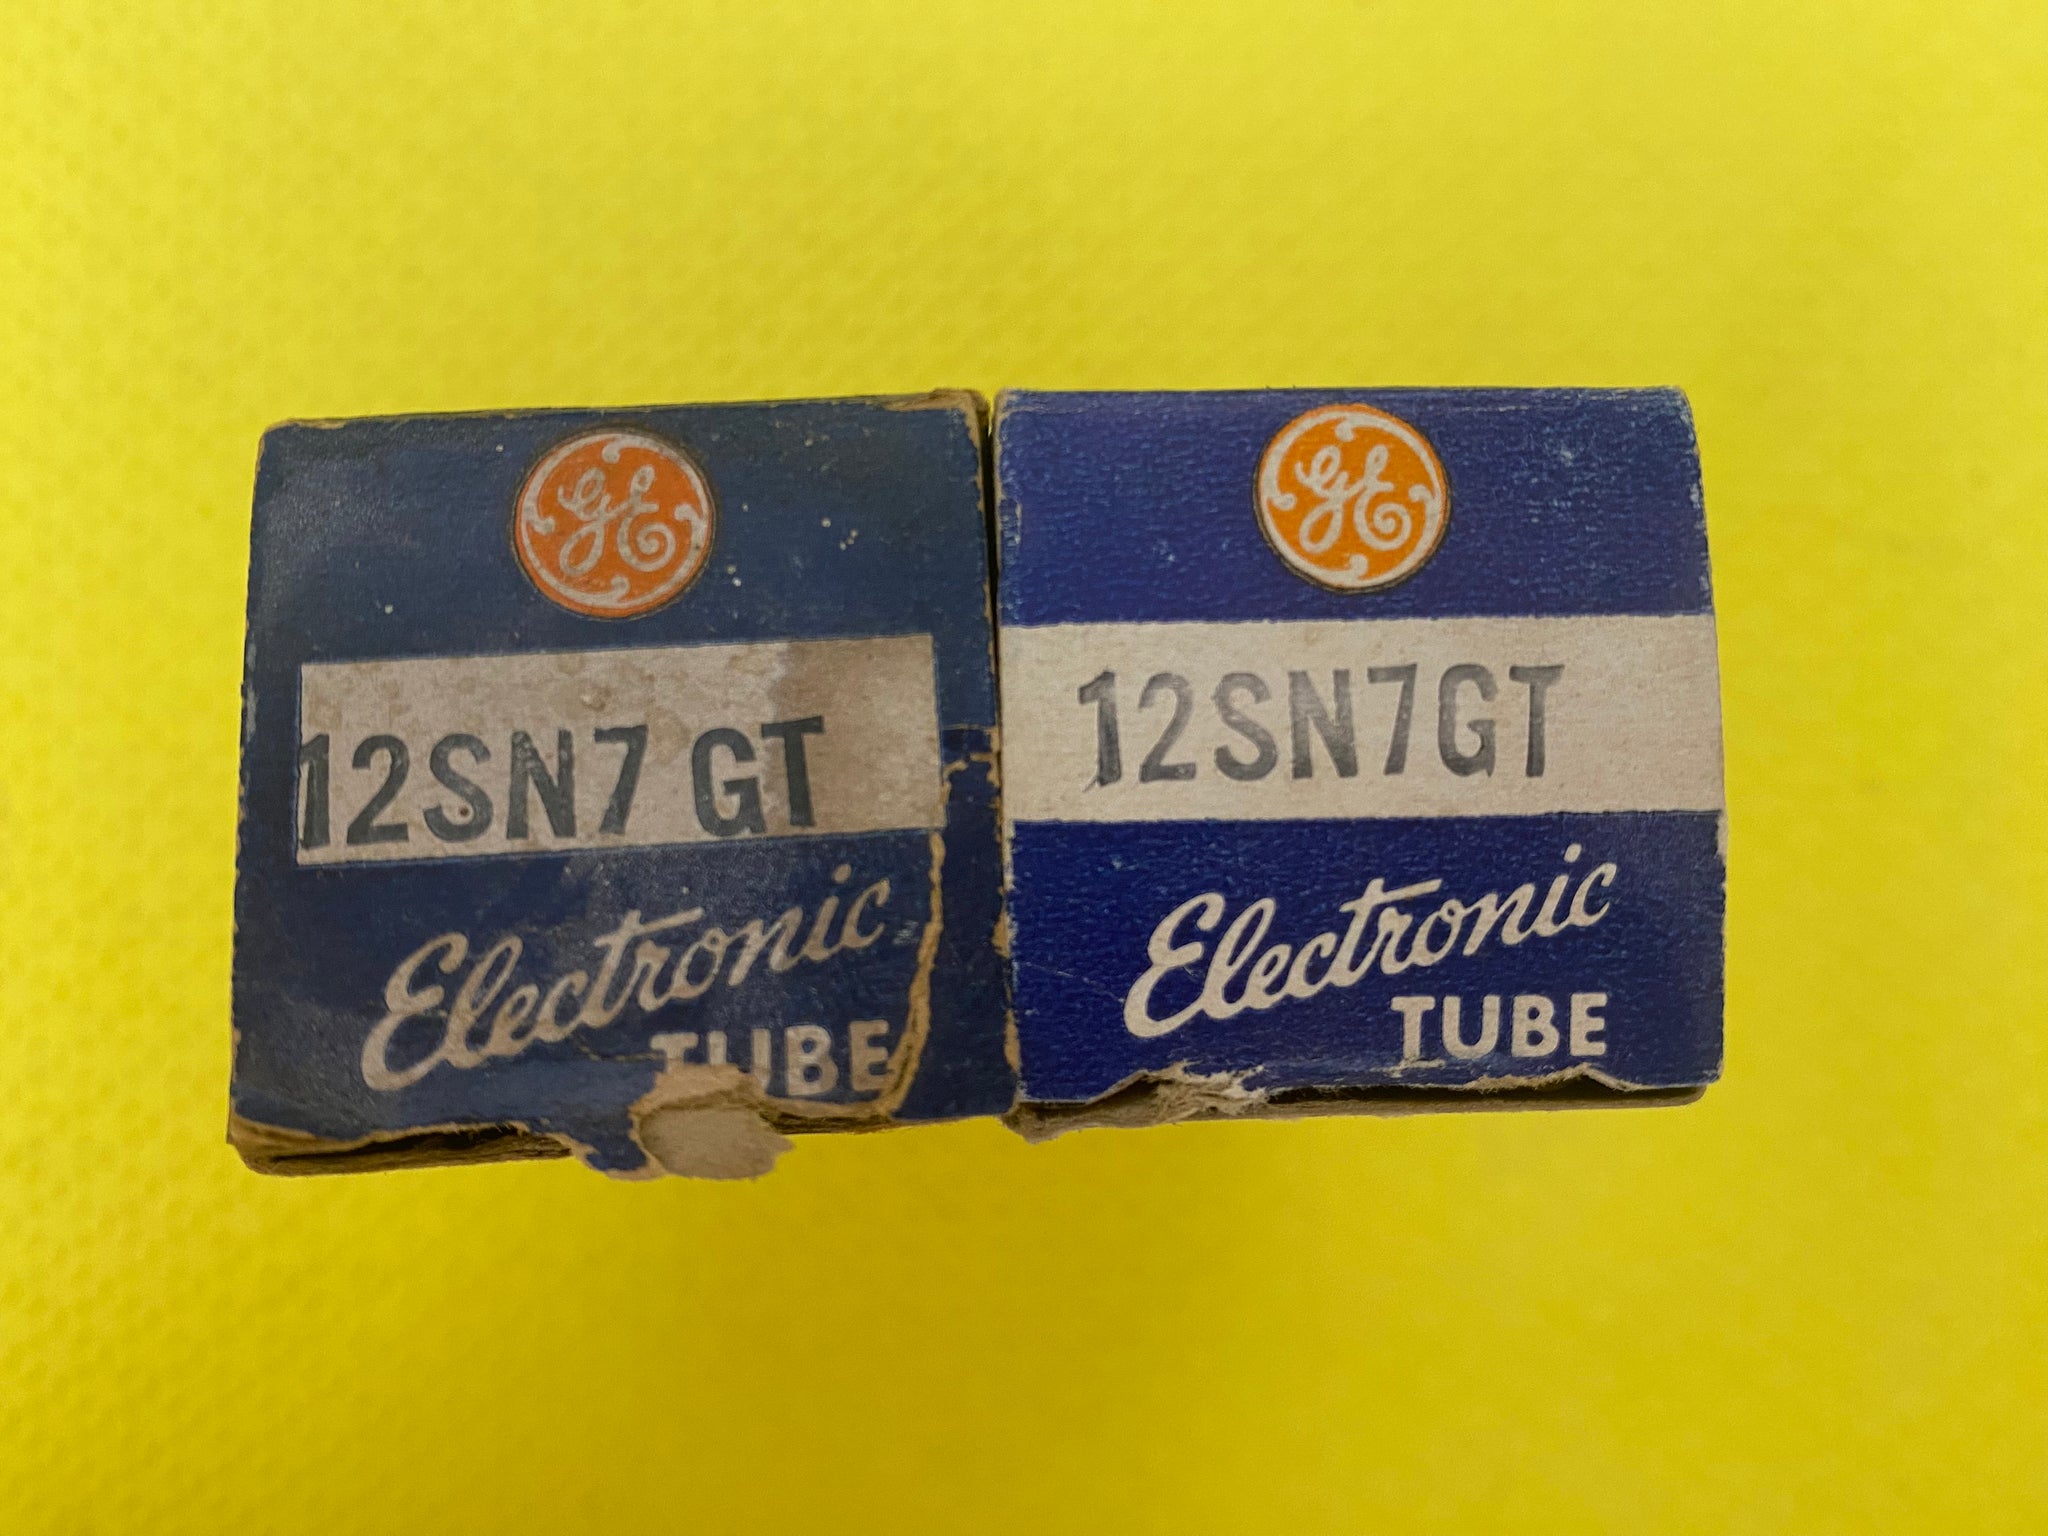 GE
12SN7 GT
Electronic
TUBE
GE
12SN7GT
Electronic
TUBE